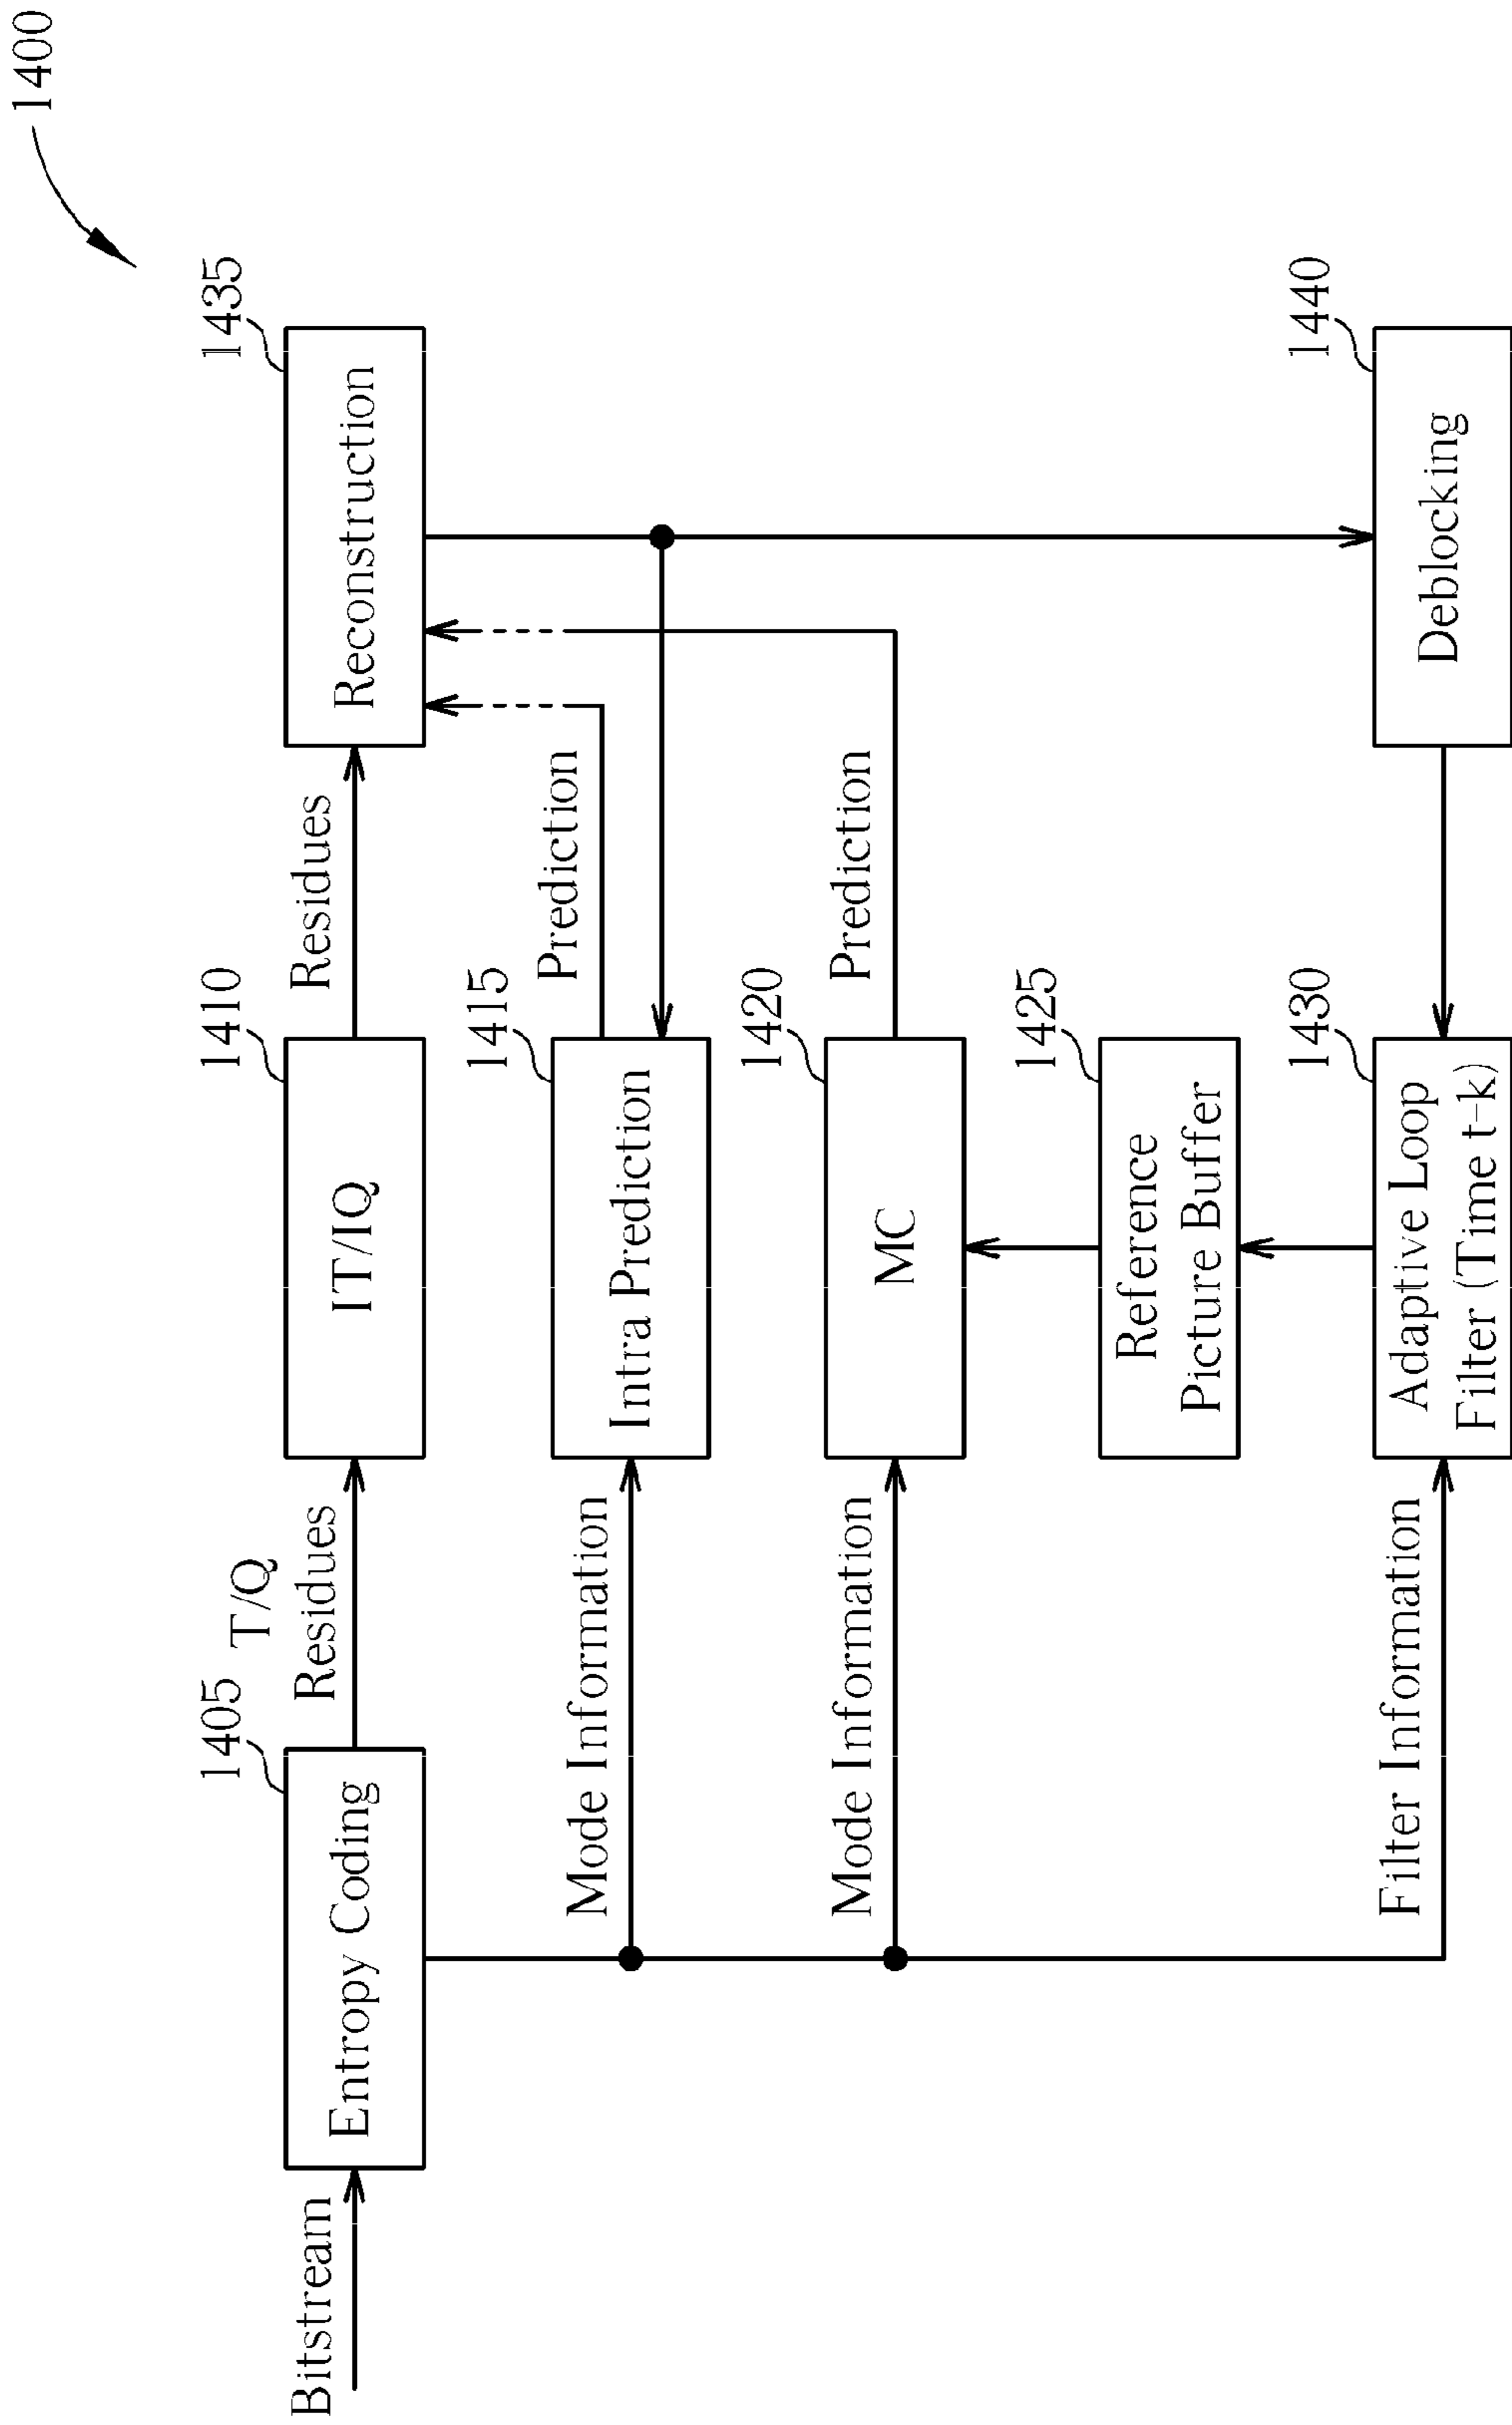 1400
1405
T/Q
Residues
1410
Residues
1435
Bitstream
Entropy Coding
IT/IQ
Reconstruction
Mode Information
1415
Intra Prediction
Prediction
Mode Information
1420
MC
Prediction
1425
Reference
Picture Buffer
Filter Information
1430
Adaptive Loop
Filter (Time t-k)
1440
Deblocking